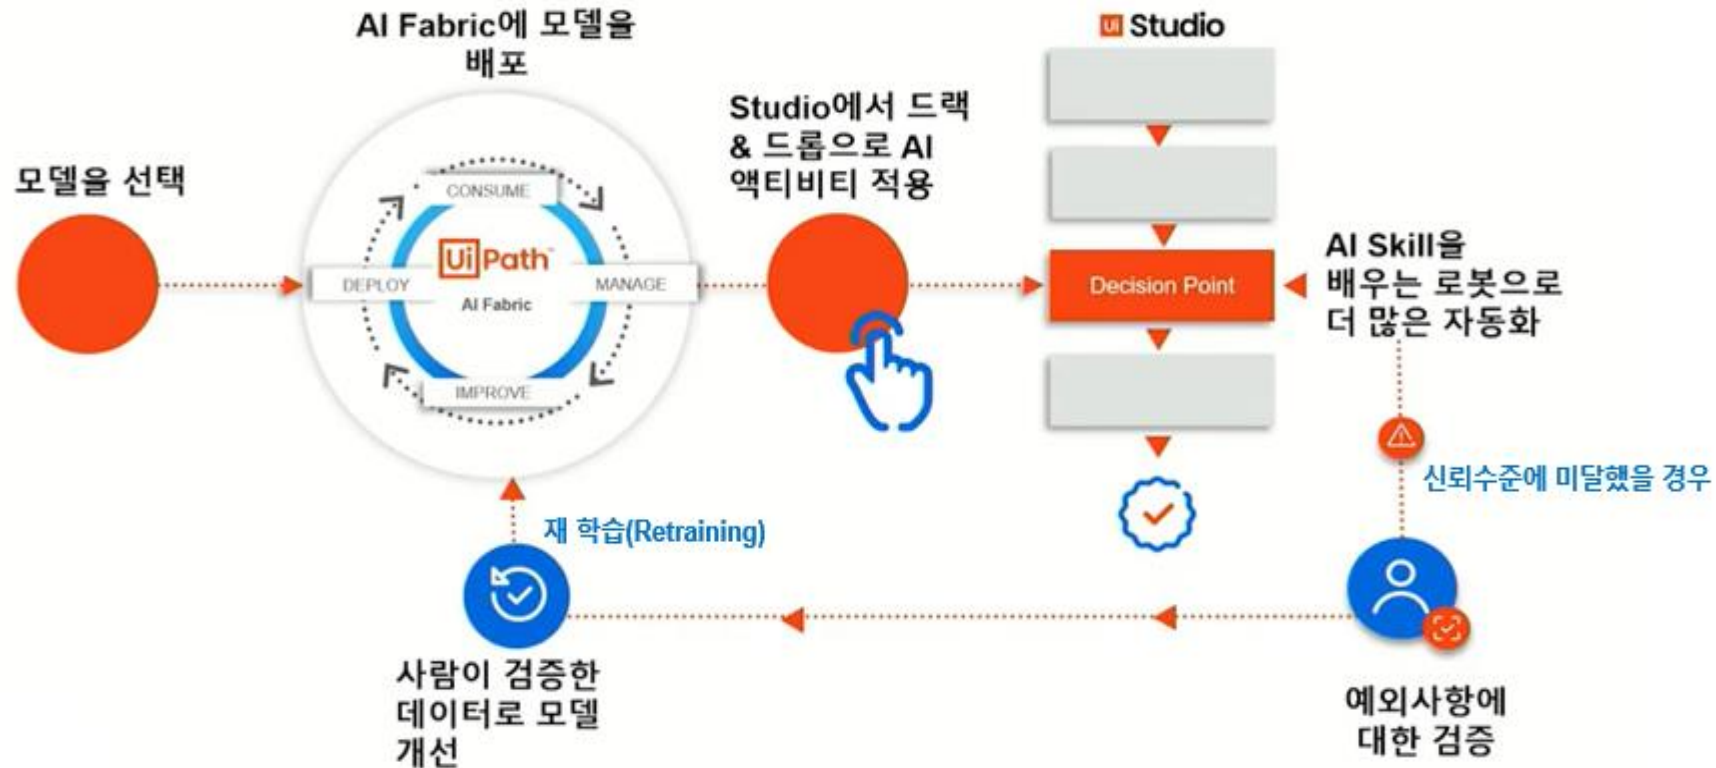 AI Fabric에 모델을
배포
Ui Studio
Studio에서 드랙
& 드롭으로 AI
액티비티 적용
모델을 선택
CONSUME
UiPath™
AI Fabric
DEPLOY
MANAGE
IMPROVE
Decision Point
AI Skill을
배우는 로봇으로
더 많은 자동화
신뢰수준에 미달했을 경우
재 학습(Retraining)
사람이 검증한
데이터로 모델
개선
예외사항에
대한 검증